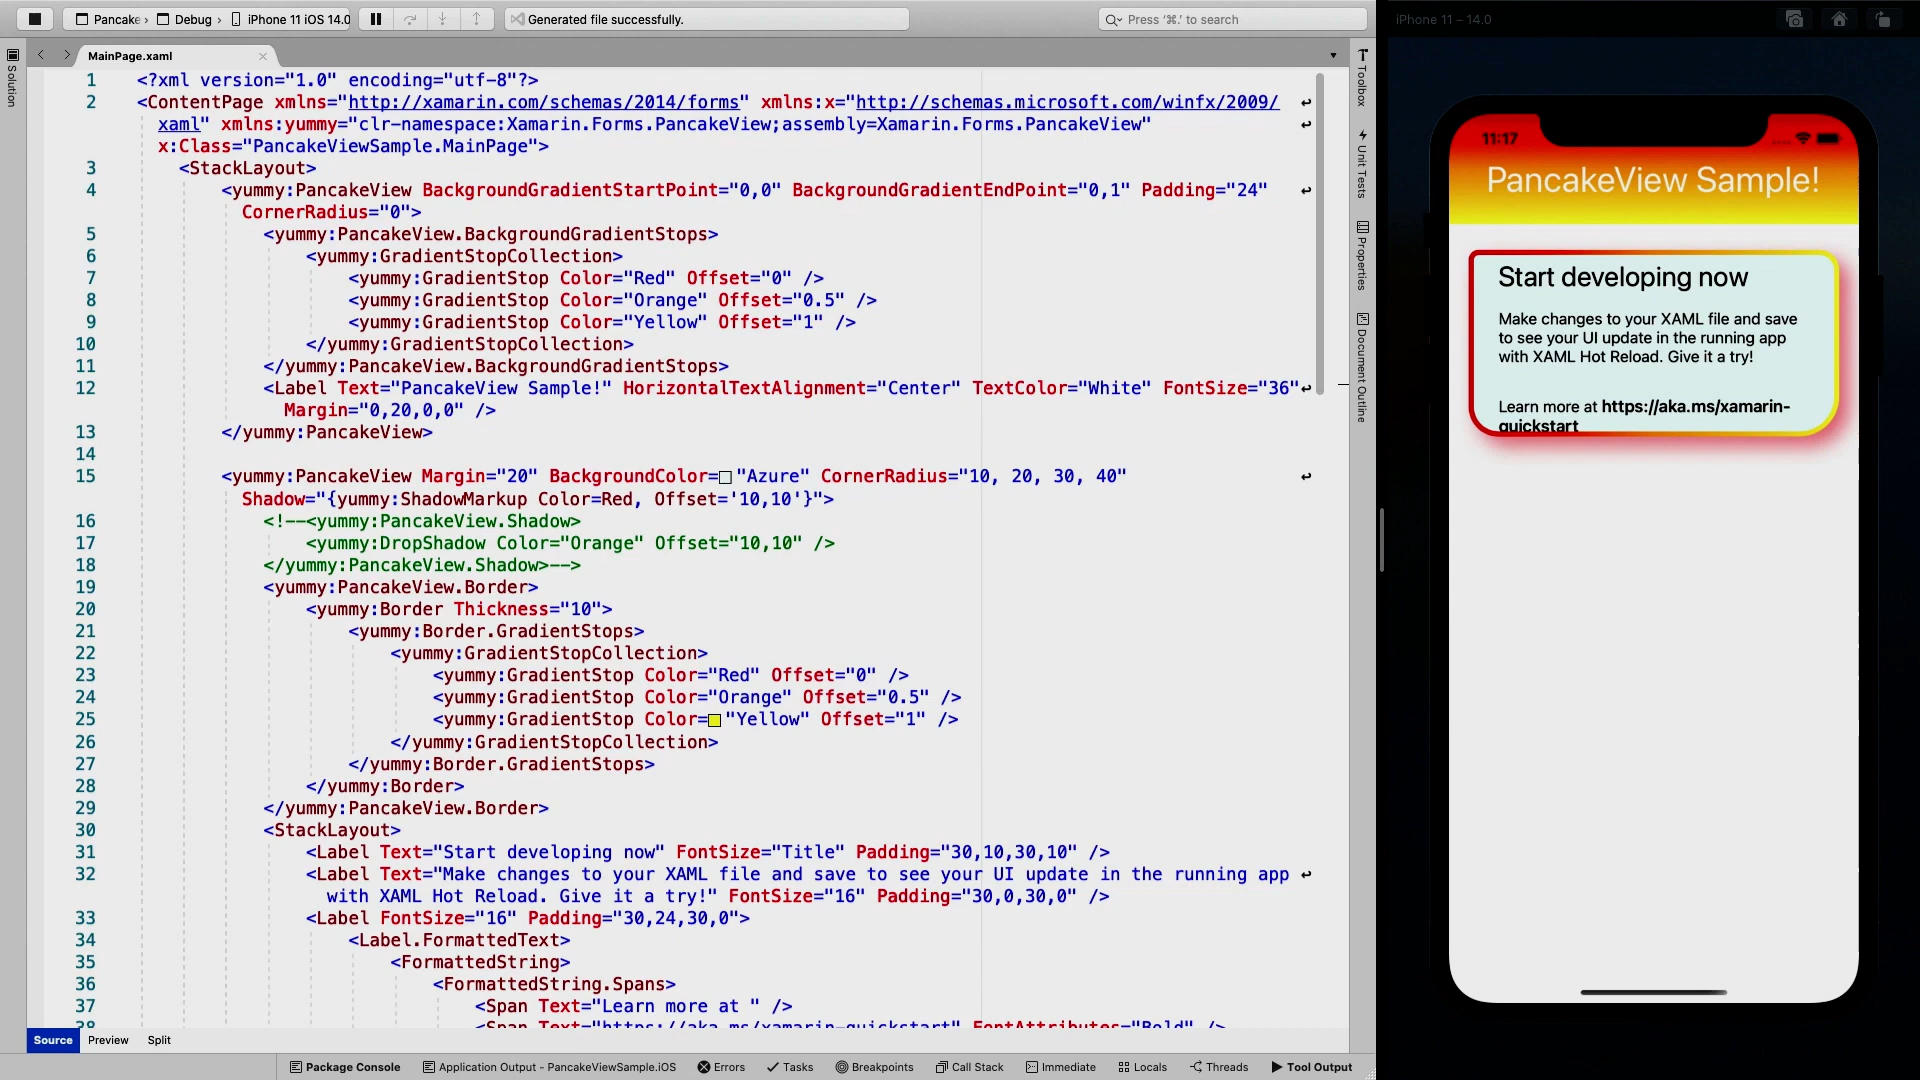 Pancake › Debug › iPhone 11 iOS 14.0
Generated file successfully.
Press '⌘.' to search
Solution
MainPage.xaml
1 <?xml version="1.0" encoding="utf-8"?>
2 <ContentPage xmlns="http://xamarin.com/schemas/2014/forms" xmlns:x="http://schemas.microsoft.com/winfx/2009/
xaml" xmlns:yummy="clr-namespace:Xamarin.Forms.PancakeView;assembly=Xamarin.Forms.PancakeView"
x:Class="PancakeViewSample.MainPage">
3 <StackLayout>
4 <yummy:PancakeView BackgroundGradientStartPoint="0,0" BackgroundGradientEndPoint="0,1" Padding="24"
CornerRadius="0">
5 <yummy:PancakeView.BackgroundGradientStops>
6 <yummy:GradientStopCollection>
7 <yummy:GradientStop Color="Red" Offset="0" />
8 <yummy:GradientStop Color="Orange" Offset="0.5" />
9 <yummy:GradientStop Color="Yellow" Offset="1" />
10 </yummy:GradientStopCollection>
11 </yummy:PancakeView.BackgroundGradientStops>
12 <Label Text="PancakeView Sample!" HorizontalTextAlignment="Center" TextColor="White" FontSize="36"
Margin="0,20,0,0" />
13 </yummy:PancakeView>
14
15 <yummy:PancakeView Margin="20" BackgroundColor="Azure" CornerRadius="10, 20, 30, 40"
Shadow="{yummy:ShadowMarkup Color=Red, Offset='10,10'}">
16 <!--<yummy:PancakeView.Shadow>
17 <yummy:DropShadow Color="Orange" Offset="10,10" />
18 </yummy:PancakeView.Shadow>-->
19 <yummy:PancakeView.Border>
20 <yummy:Border Thickness="10">
21 <yummy:Border.GradientStops>
22 <yummy:GradientStopCollection>
23 <yummy:GradientStop Color="Red" Offset="0" />
24 <yummy:GradientStop Color="Orange" Offset="0.5" />
25 <yummy:GradientStop Color="Yellow" Offset="1" />
26 </yummy:GradientStopCollection>
27 </yummy:Border.GradientStops>
28 </yummy:Border>
29 </yummy:PancakeView.Border>
30 <StackLayout>
31 <Label Text="Start developing now" FontSize="Title" Padding="30,10,30,10" />
32 <Label Text="Make changes to your XAML file and save to see your UI update in the running app
with XAML Hot Reload. Give it a try!" FontSize="16" Padding="30,0,30,0" />
33 <Label FontSize="16" Padding="30,24,30,0">
34 <Label.FormattedText>
35 <FormattedString>
36 <FormattedString.Spans>
37 <Span Text="Learn more at " />
38 <Span Text="https://aka.ms/xamarin-quickstart" FontAttributes="Bold" />
Source Preview Split
Package Console
Application Output - PancakeViewSample.iOS
Errors
Tasks
Breakpoints
Call Stack
Immediate
Locals
Threads
Tool Output
Toolbox
Unit Tests
Properties
Document Outline
iPhone 11 – 14.0
11:17
PancakeView Sample!
Start developing now
Make changes to your XAML file and save
to see your UI update in the running app
with XAML Hot Reload. Give it a try!
Learn more at https://aka.ms/xamarin-
quickstart